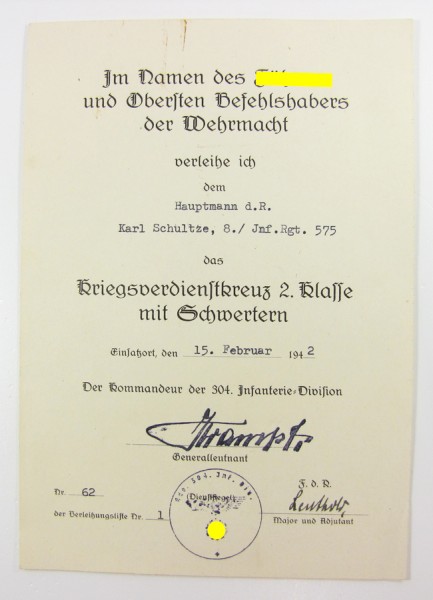 Im Namen des
und Obersten Befehlshabers
der Wehrmacht
verleihe ich
dem
Hauptmann d.R.
Karl Schultze, 8./ Jnf.Rgt. 575
das
Kriegsverdienstkreuz 2. Klasse
mit Schwertern
Einsatzort, den 15. Februar 1942
Der Kommandeur der 304. Infanterie-Division
Generalleutnant
Nr. 62
der Verleihungsliste Nr. 1
(Dienstsiegel)
F. d. R.
Major und Adjutant